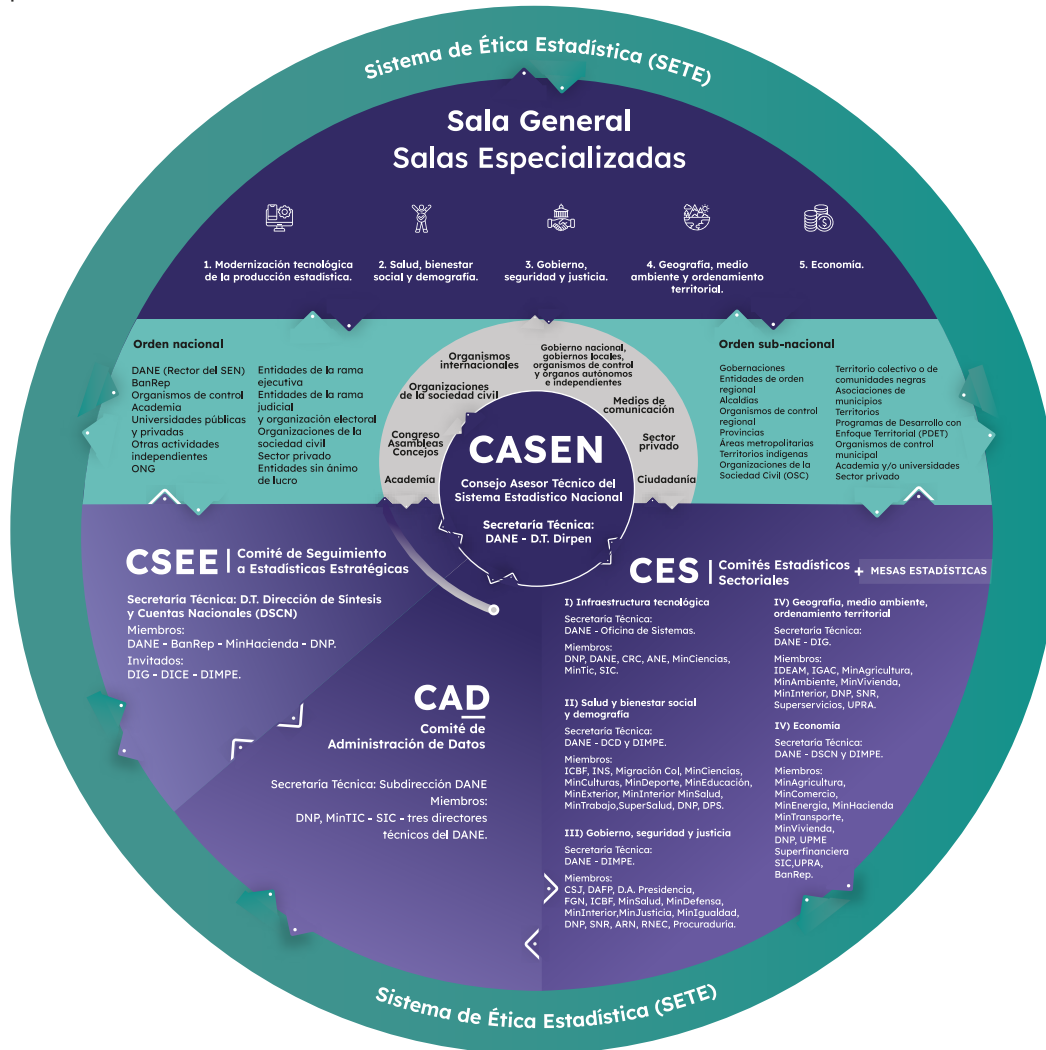 Sistema de Ética Estadística (SETE)
Sala General
Salas Especializadas
1. Modernización tecnológica
de la producción estadística.
2. Salud, bienestar
social y demografía.
3. Gobierno,
seguridad y justicia.
4. Geografía, medio
ambiente y ordenamiento
territorial.
5. Economía.
Orden nacional
DANE (Rector del SEN)
BanRep
Organismos de control
Academia
Universidades públicas
y privadas
Otras actividades
independientes
ONG
Entidades de la rama
ejecutiva
Entidades de la rama
judicial
y organización electoral
Organizaciones de la
sociedad civil
Sector privado
Entidades sin ánimo
de lucro
Organismos
internacionales
Organizaciones
de la sociedad civil
Congreso
Asambleas
Concejos
Academía
Gobierno nacional,
gobiernos locales,
organismos de control
y órganos autónomos
e independientes
Medios de
comunicación
Sector
privado
Ciudadanía
CASEN
Consejo Asesor Técnico del
Sistema Estadistico Nacional
Secretaría Técnica:
DANE - D.T. Dirpen
Orden sub-nacional
Gobernaciones
Entidades de orden
regional
Alcaldías
Organismos de control
regional
Provincias
Áreas metropolitarias
Territorios indígenas
Organizaciones de la
Sociedad Civil (OSC)
Territorio colectivo o de
comunidades negras
Asociaciones de
municipios
Territorios
Programas de Desarrollo con
Enfoque Territorial (PDET)
Organismos de control
municipal
Academia y/o universidades
Sector privado
CSEE | Comité de Seguimiento
a Estadísticas Estratégicas
Secretaría Técnica: D.T. Dirección de Síntesis
y Cuentas Nacionales (DSCN)
Miembros:
DANE - BanRep - MinHacienda - DNP.
Invitados:
DIG - DICE - DIMPE.
CAD
Comité de
Administración de Datos
Secretaría Técnica: Subdirección DANE
Miembros:
DNP, MinTIC - SIC - tres directores
técnicos del DANE.
CES | Comités Estadísticos
Sectoriales
+ MESAS ESTADÍSTICAS
I) Infraestructura tecnológica
Secretaría Técnica:
DANE - Oficina de Sistemas.
Miembros:
DNP, DANE, CRC, ANE, MinCiencias,
MinTic, SIC.
II) Salud y bienestar social
y demografía
Secretaría Técnica:
DANE - DCD y DIMPE.
Miembros:
ICBF, INS, Migración Col, MinCiencias,
MinCulturas, MinDeporte, MinEducación,
MinExterior, MinInterior MinSalud,
MinTrabajo,SuperSalud, DNP, DPS.
III) Gobierno, seguridad y justicia
Secretaría Técnica:
DANE - DIMPE.
Miembros:
CSJ, DAFP, D.A. Presidencia,
FGN, ICBF, MinSalud, MinDefensa,
MinInterior,MinJusticia, MinIgualdad,
DNP, SNR, ARN, RNEC, Procuraduría.
IV) Geografía, medio ambiente,
ordenamiento territorial
Secretaría Técnica:
DANE - DIG.
Miembros:
IDEAM, IGAC, MinAgricultura,
MinAmbiente, MinVivienda,
MinInterior, DNP, SNR,
Superservicios, UPRA.
IV) Economía
Secretaría Técnica:
DANE - DSCN y DIMPE.
Miembros:
MinAgricultura,
MinComercio,
MinEnergía, MinHacienda
MinTransporte,
MinVivienda,
DNP, UPME
Superfinanciera
SIC,UPRA,
BanRep.
Sistema de Ética Estadística (SETE)